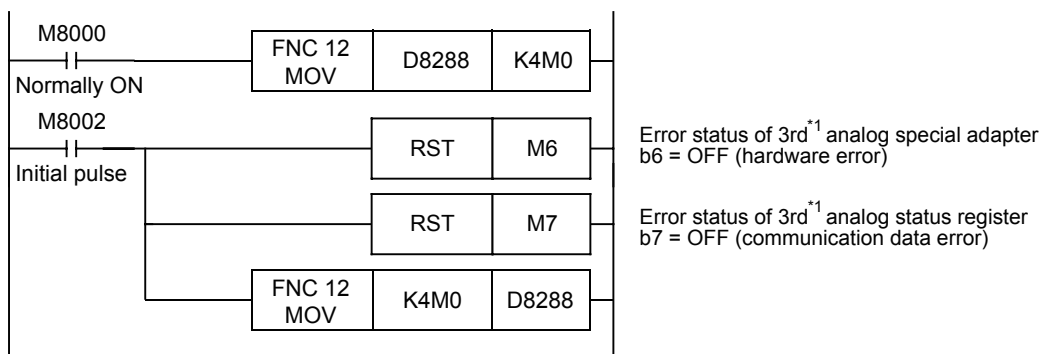 M8000
Normally ON
FNC 12
MOV
D8288
K4M0
M8002
Initial pulse
RST
M6
Error status of 3rd*1 analog special adapter
b6 = OFF (hardware error)
RST
M7
Error status of 3rd*1 analog status register
b7 = OFF (communication data error)
FNC 12
MOV
K4M0
D8288